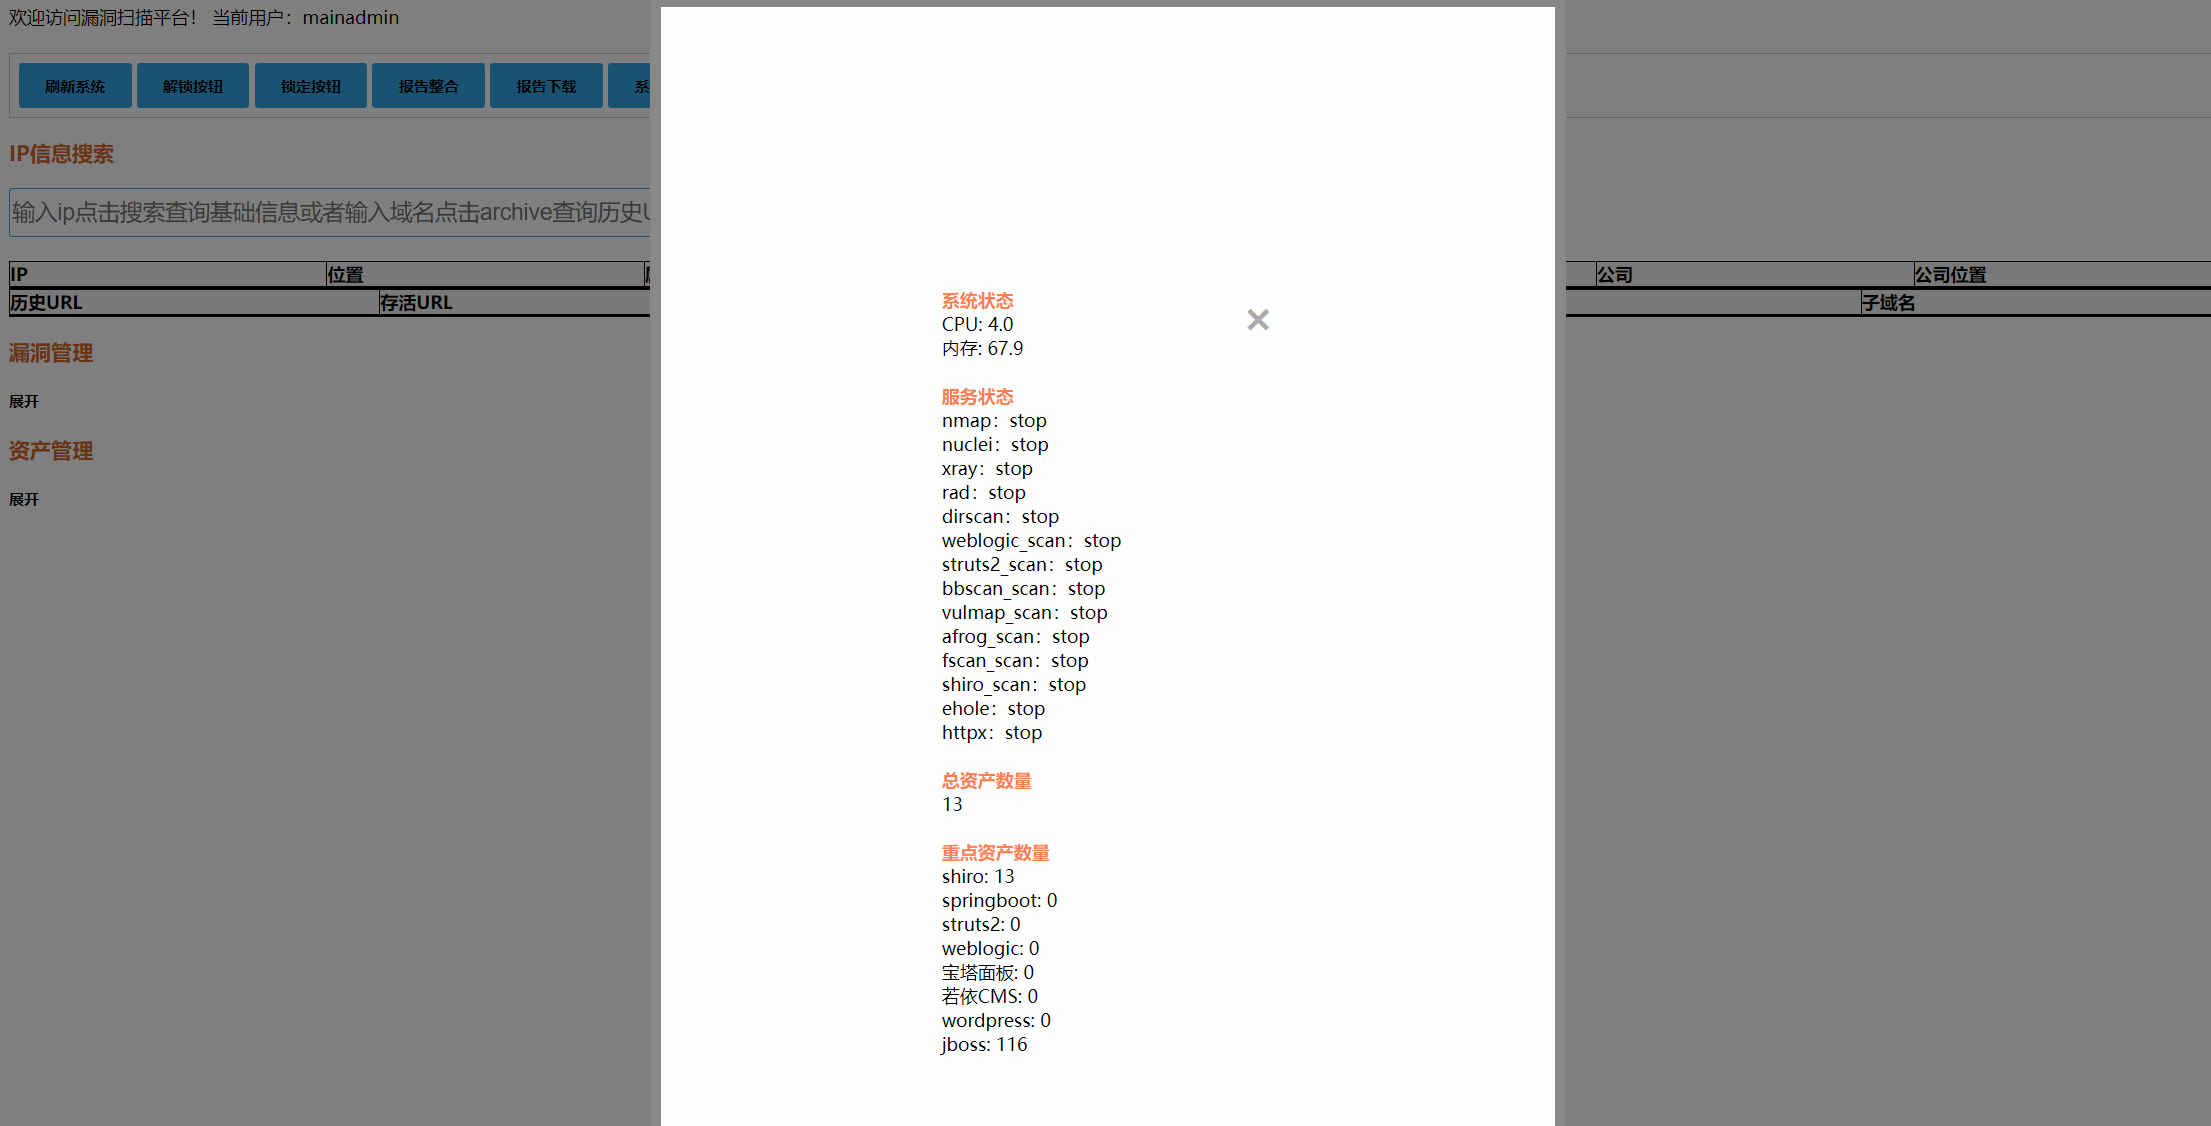 欢迎访问漏洞扫描平台！ 当前用户：mainadmin
刷新系统 解锁按钮 锁定按钮 报告整合 报告下载 系
IP信息搜索
输入ip点击搜索查询基础信息或者输入域名点击archive查询历史U
IP 位置 公司 公司位置
历史URL 存活URL 子域名
漏洞管理
展开
资产管理
展开
系统状态
CPU: 4.0
内存: 67.9
服务状态
nmap：stop
nuclei：stop
xray：stop
rad：stop
dirscan：stop
weblogic_scan：stop
struts2_scan：stop
bbscan_scan：stop
vulmap_scan：stop
afrog_scan：stop
fscan_scan：stop
shiro_scan：stop
ehole：stop
httpx：stop
总资产数量
13
重点资产数量
shiro: 13
springboot: 0
struts2: 0
weblogic: 0
宝塔面板: 0
若依CMS: 0
wordpress: 0
jboss: 116